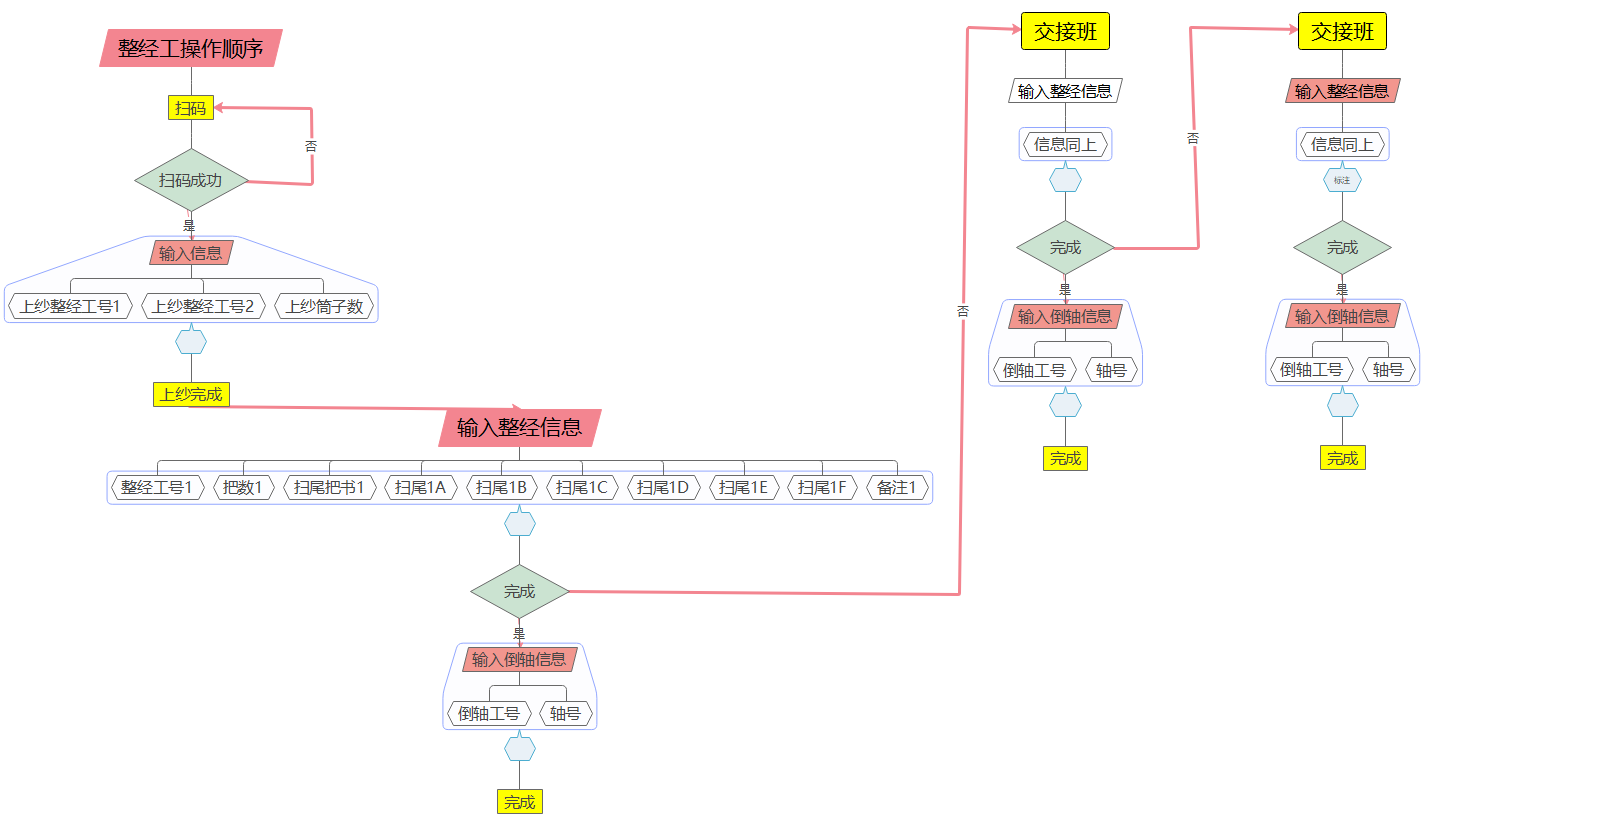 整经工操作顺序
扫码
否
扫码成功
是
输入信息
上纱整经工号1
上纱整经工号2
上纱筒子数
上纱完成
输入整经信息
整经工号1
把数1
扫尾把书1
扫尾1A
扫尾1B
扫尾1C
扫尾1D
扫尾1E
扫尾1F
备注1
完成
否
是
输入倒轴信息
倒轴工号
轴号
完成
交接班
输入整经信息
信息同上
完成
否
是
输入倒轴信息
倒轴工号
轴号
完成
交接班
输入整经信息
信息同上
标注
完成
是
输入倒轴信息
倒轴工号
轴号
完成